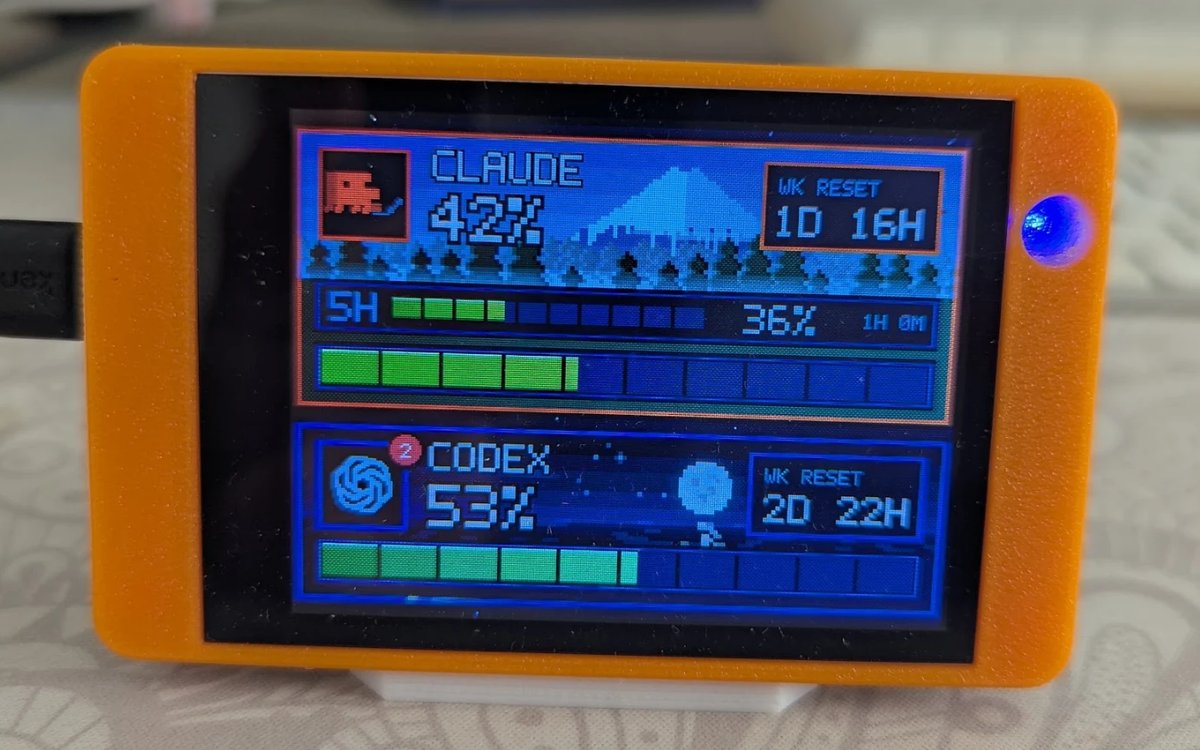 CLAUDE
42%
WK RESET
1D 16H
5H
36%
1H 0M
2
CODEX
53%
WK RESET
2D 22H